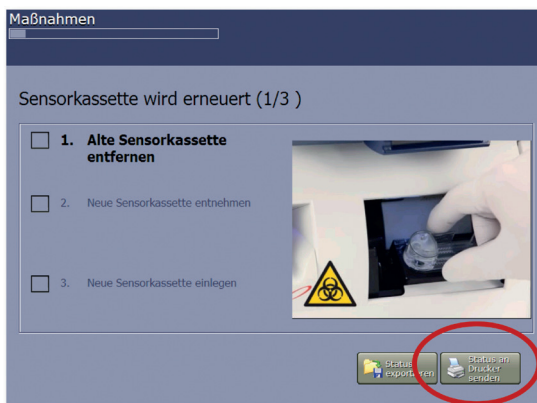 Maßnahmen
Sensorkassette wird erneuert (1/3 )
1. Alte Sensorkassette
entfernen
2. Neue Sensorkassette entnehmen
3. Neue Sensorkassette einlegen
Status
exportieren
Status an
Drucker
senden